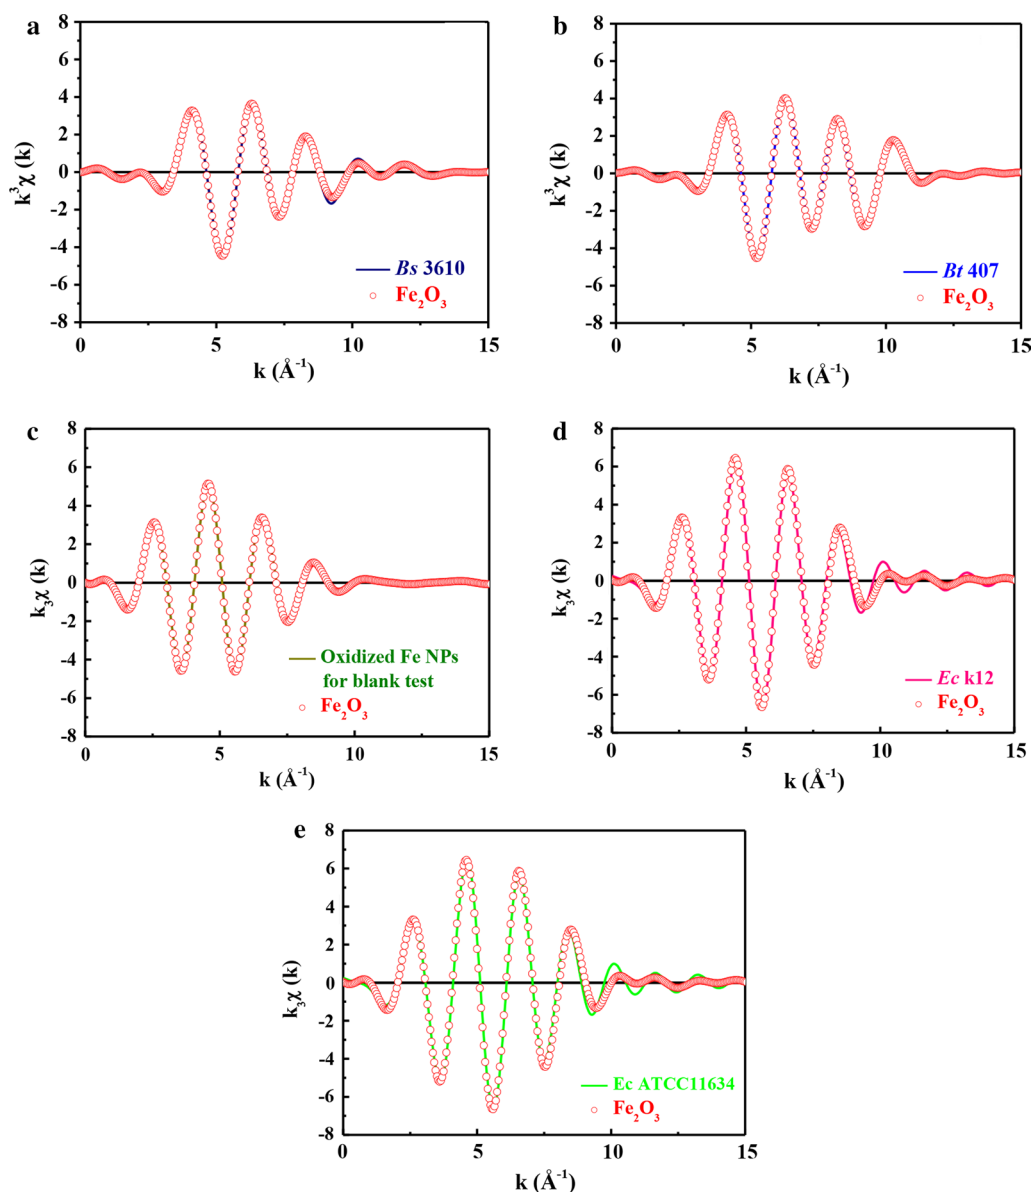 a
8
6
4
2
0
-2
-4
-6
-8
k³χ (k)
0 5 10 15
k (Å⁻¹)
Bs 3610
Fe₂O₃
b
8
6
4
2
0
-2
-4
-6
-8
k³χ (k)
0 5 10 15
k (Å⁻¹)
Bt 407
Fe₂O₃
c
8
6
4
2
0
-2
-4
-6
-8
k₃χ (k)
0 5 10 15
k (Å⁻¹)
Oxidized Fe NPs
for blank test
Fe₂O₃
d
8
6
4
2
0
-2
-4
-6
-8
k₃χ (k)
0 5 10 15
k (Å⁻¹)
Ec k12
Fe₂O₃
e
8
6
4
2
0
-2
-4
-6
-8
k₃χ (k)
0 5 10 15
k (Å⁻¹)
Ec ATCC11634
Fe₂O₃